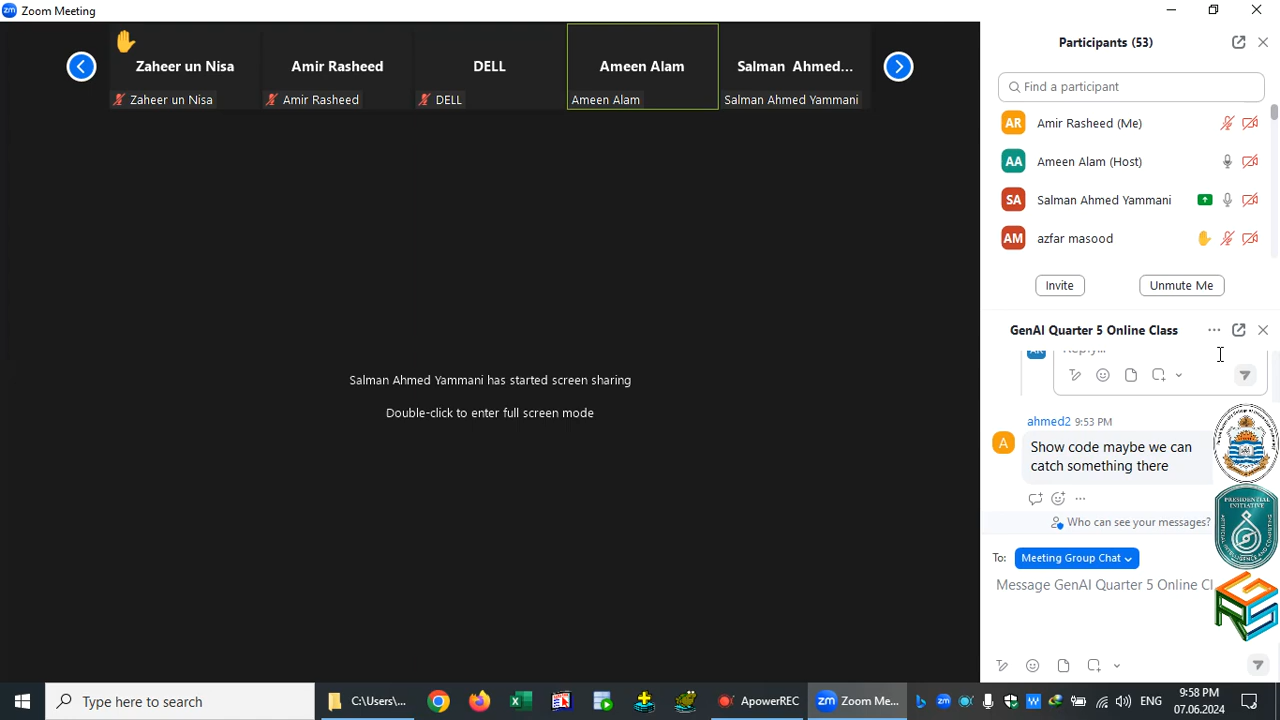 Zoom Meeting
Zaheer un Nisa
Amir Rasheed
DELL
Ameen Alam
Salman Ahmed...
Zaheer un Nisa
Amir Rasheed
DELL
Ameen Alam
Salman Ahmed Yammani
Salman Ahmed Yammani has started screen sharing
Double-click to enter full screen mode
Participants (53)
Find a participant
AR Amir Rasheed (Me)
AA Ameen Alam (Host)
SA Salman Ahmed Yammani
AM azfar masood
Invite
Unmute Me
GenAI Quarter 5 Online Class
ahmed2 9:53 PM
A
Show code maybe we can
catch something there
Who can see your messages?
To: Meeting Group Chat
Message GenAI Quarter 5 Online Cl
PRESIDENTIAL
INITIATIVE
Type here to search
C:\Users\...
ApowerREC
Zoom Me...
ENG
9:58 PM
07.06.2024